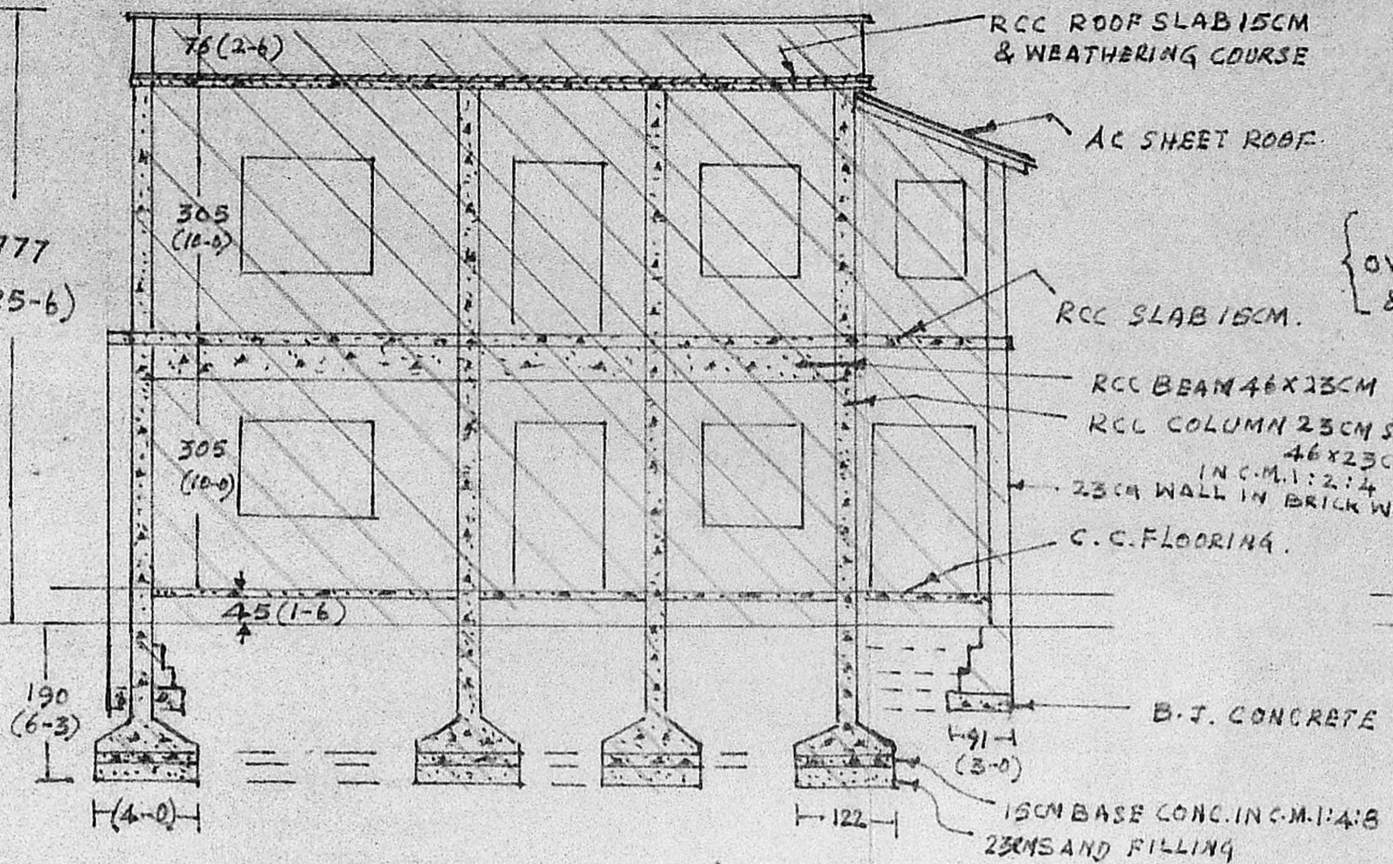 RCC ROOF SLAB 15CM
& WEATHERING COURSE
76(2-6)
AC SHEET ROOF
305
(10-0)
777
25-6)
RCC SLAB 15CM.
RCC BEAM 46X23CM
RCC COLUMN 23CM S
46X23C
IN C.M. 1:2:4
23CM WALL IN BRICK W
305
(10-0)
C.C. FLOORING.
45(1-6)
190
(6-3)
B.J. CONCRETE
91
(3-0)
(4-0)
122
15CM BASE CONC. IN C.M. 1:4:8
23CM SAND FILLING